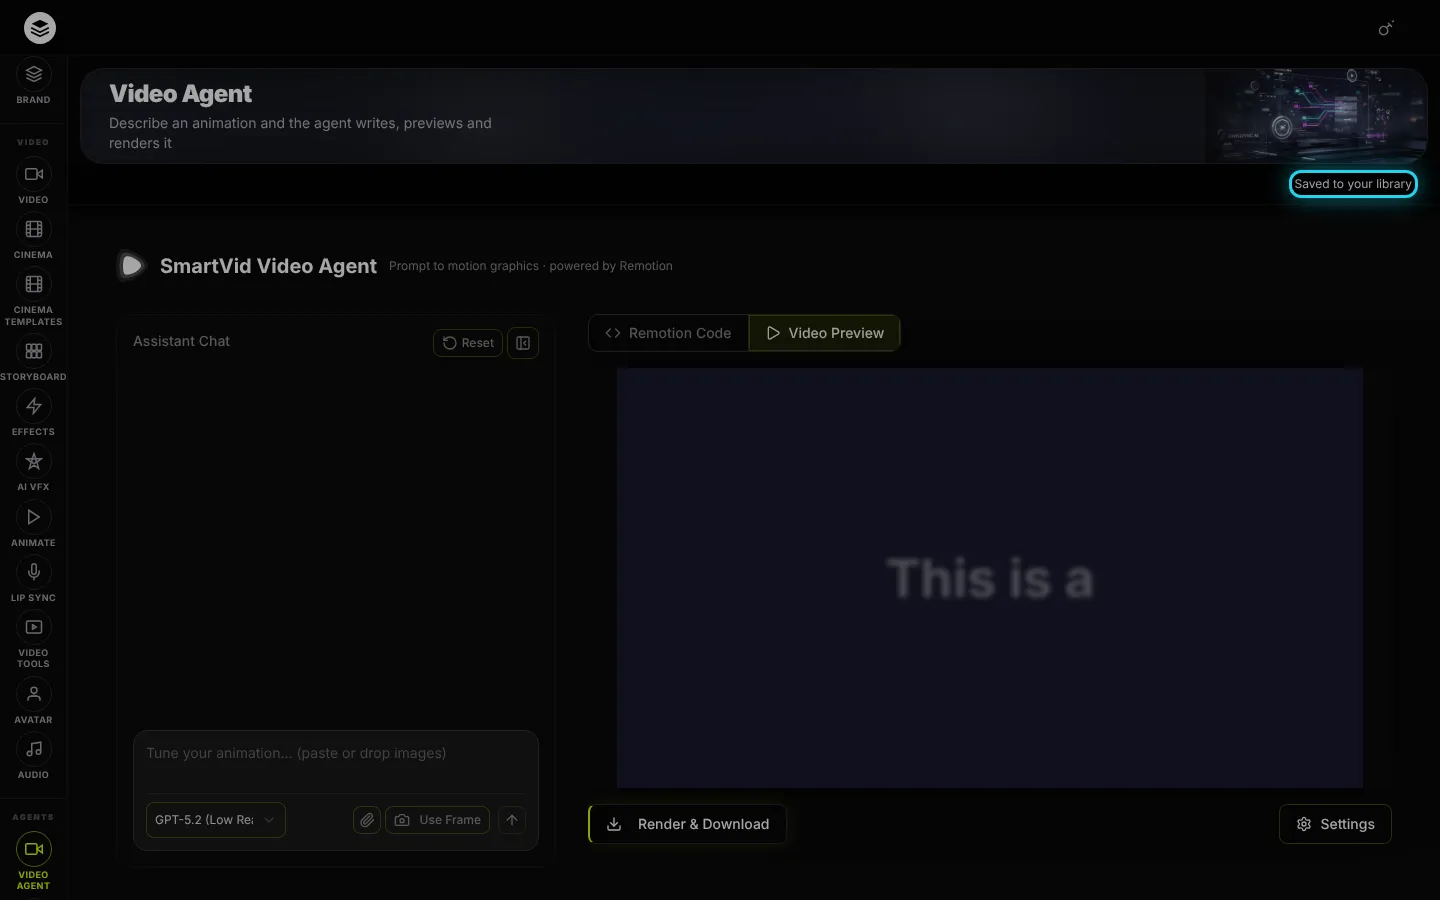 BRAND
VIDEO
VIDEO
CINEMA
CINEMA
TEMPLATES
STORYBOARD
EFFECTS
AI VFX
ANIMATE
LIP SYNC
VIDEO
TOOLS
AVATAR
AUDIO
AGENTS
VIDEO
AGENT
Video Agent
Describe an animation and the agent writes, previews and
renders it
Saved to your library
SmartVid Video Agent
Prompt to motion graphics · powered by Remotion
Assistant Chat
Reset
Tune your animation... (paste or drop images)
GPT-5.2 (Low Rea
Use Frame
Remotion Code
Video Preview
This is a
Render & Download
Settings